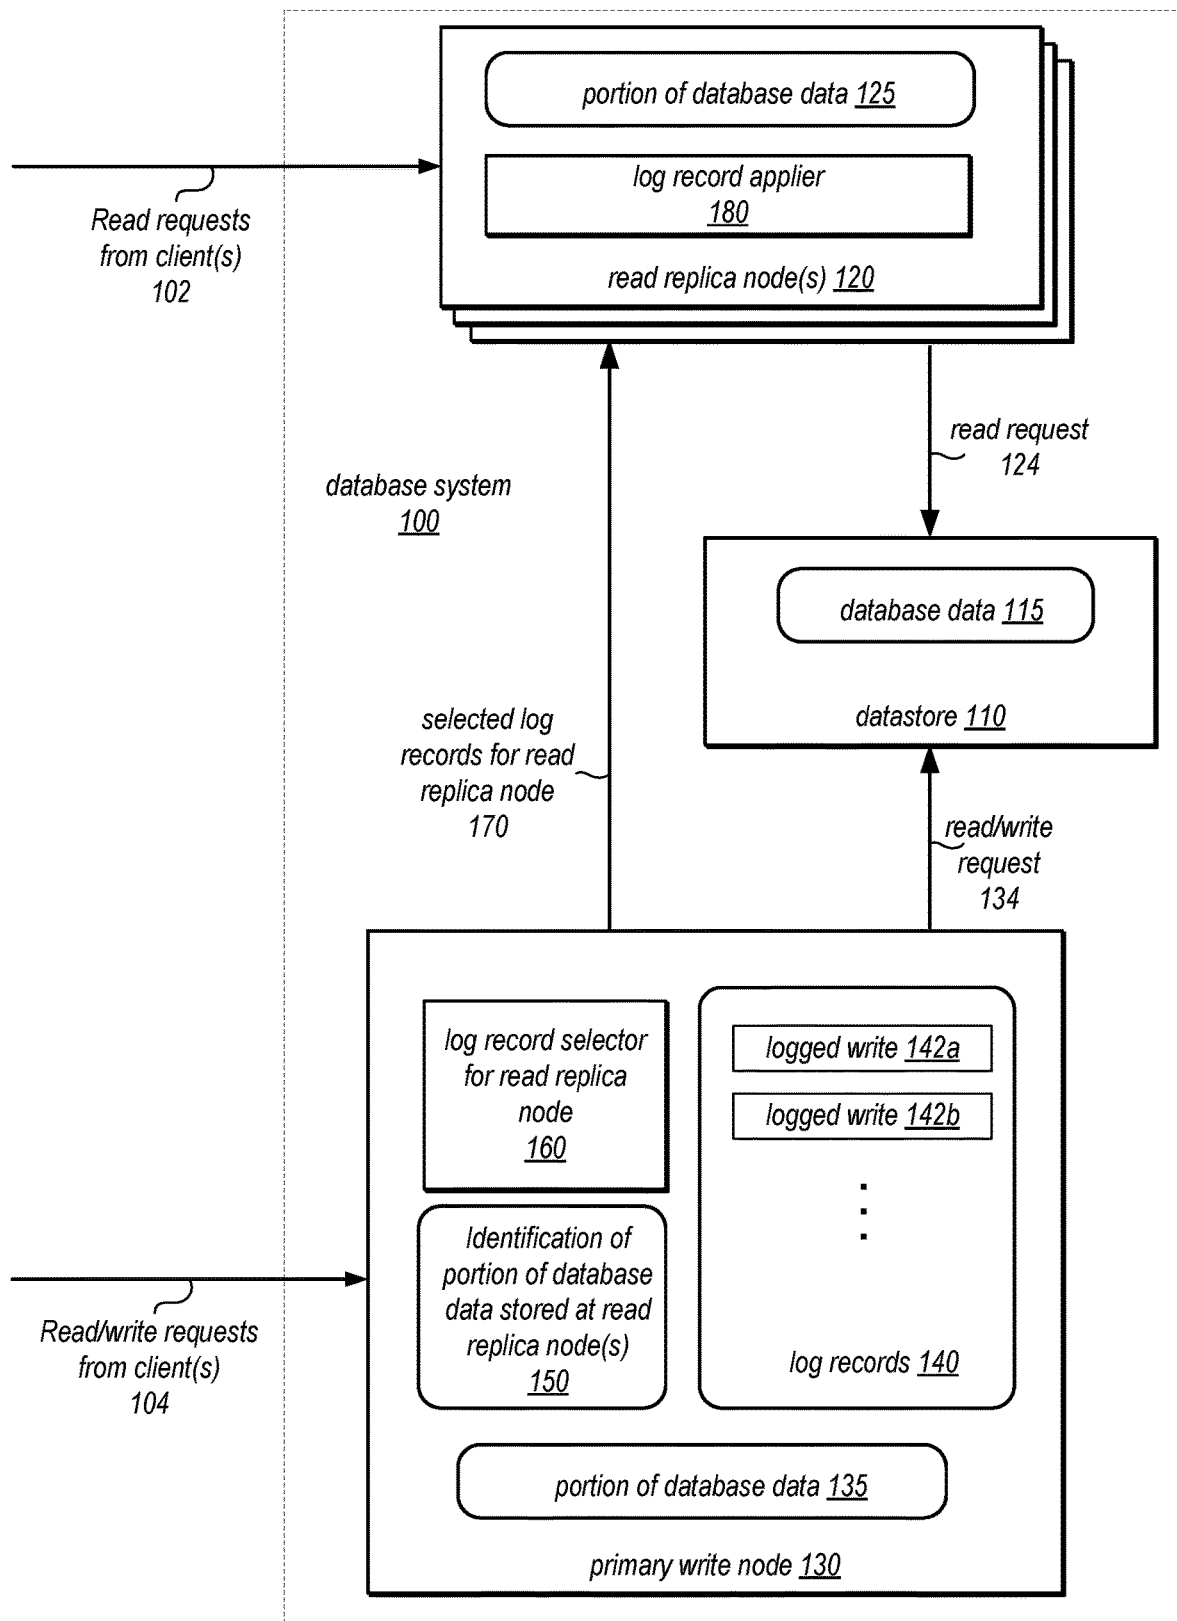 portion of database data 125
log record applier
180
read replica node(s) 120
Read requests
from client(s)
102
read request
124
database system
100
database data 115
datastore 110
selected log
records for read
replica node
170
read/write
request
134
log record selector
for read replica
node
160
logged write 142a
logged write 142b
Identification of
portion of database
data stored at read
replica node(s)
150
log records 140
Read/write requests
from client(s)
104
portion of database data 135
primary write node 130